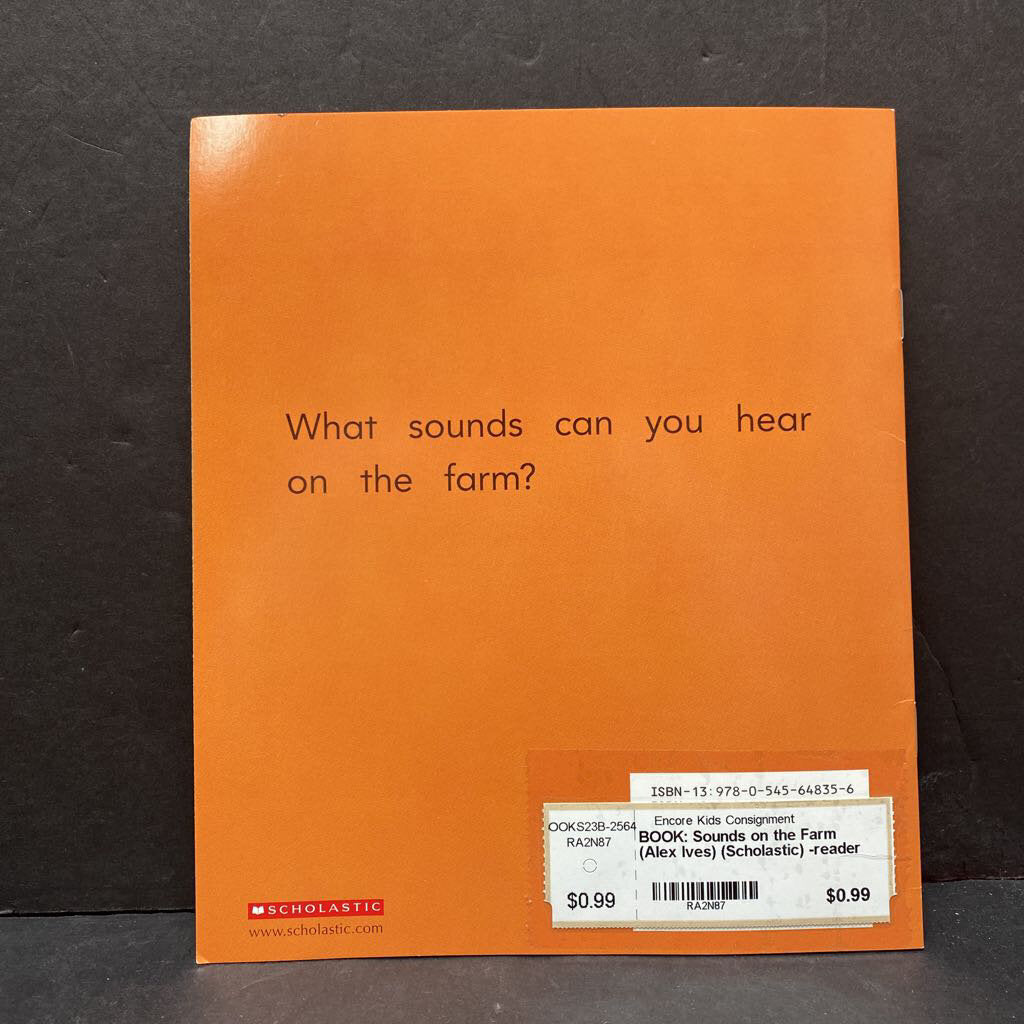 What sounds can you hear
on the farm?
ISBN-13: 978-0-545-64835-6
OOKS23B-2564
RA2N87
$0.99
Encore Kids Consignment
BOOK: Sounds on the Farm
(Alex Ives) (Scholastic) -reader
RA2N87
$0.99
SCHOLASTIC
www.scholastic.com